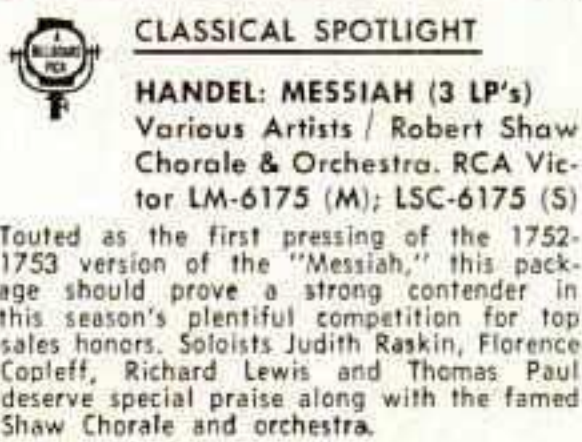 A
BILLBOARD
PICK
CLASSICAL SPOTLIGHT
HANDEL: MESSIAH (3 LP's)
Various Artists / Robert Shaw
Chorale & Orchestra. RCA Vic-
tor LM-6175 (M); LSC-6175 (S)
Touted as the first pressing of the 1752-
1753 version of the "Messiah," this pack-
age should prove a strong contender in
this season's plentiful competition for top
sales honors. Soloists Judith Raskin, Florence
Copleff, Richard Lewis and Thomas Paul
deserve special praise along with the famed
Shaw Chorale and orchestra.